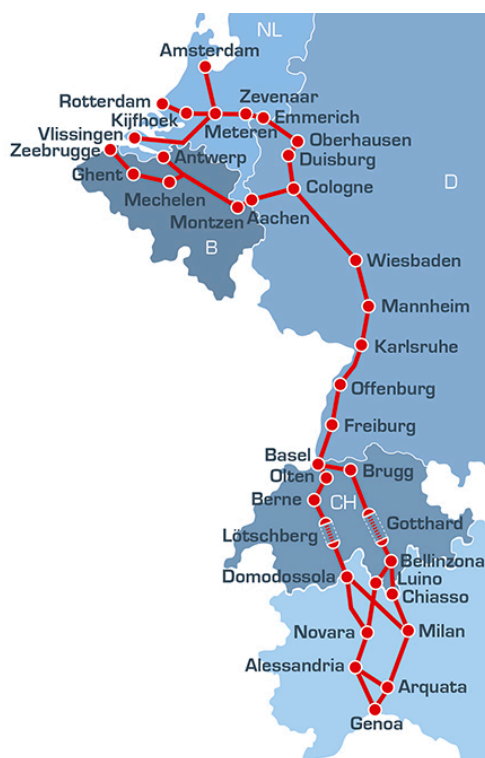 NL
Amsterdam
Rotterdam
Zevenaar
Kijfhoek
Emmerich
Meteren
Vlissingen
Oberhausen
Zeebrugge
Antwerp
Duisburg
Ghent
D
Cologne
Mechelen
Aachen
Montzen
B
Wiesbaden
Mannheim
Karlsruhe
Offenburg
Freiburg
Basel
Brugg
Olten
Berne
CH
Gotthard
Lötschberg
Bellinzona
Domodossola
Luino
Chiasso
Novara
Milan
Alessandria
Arquata
Genoa